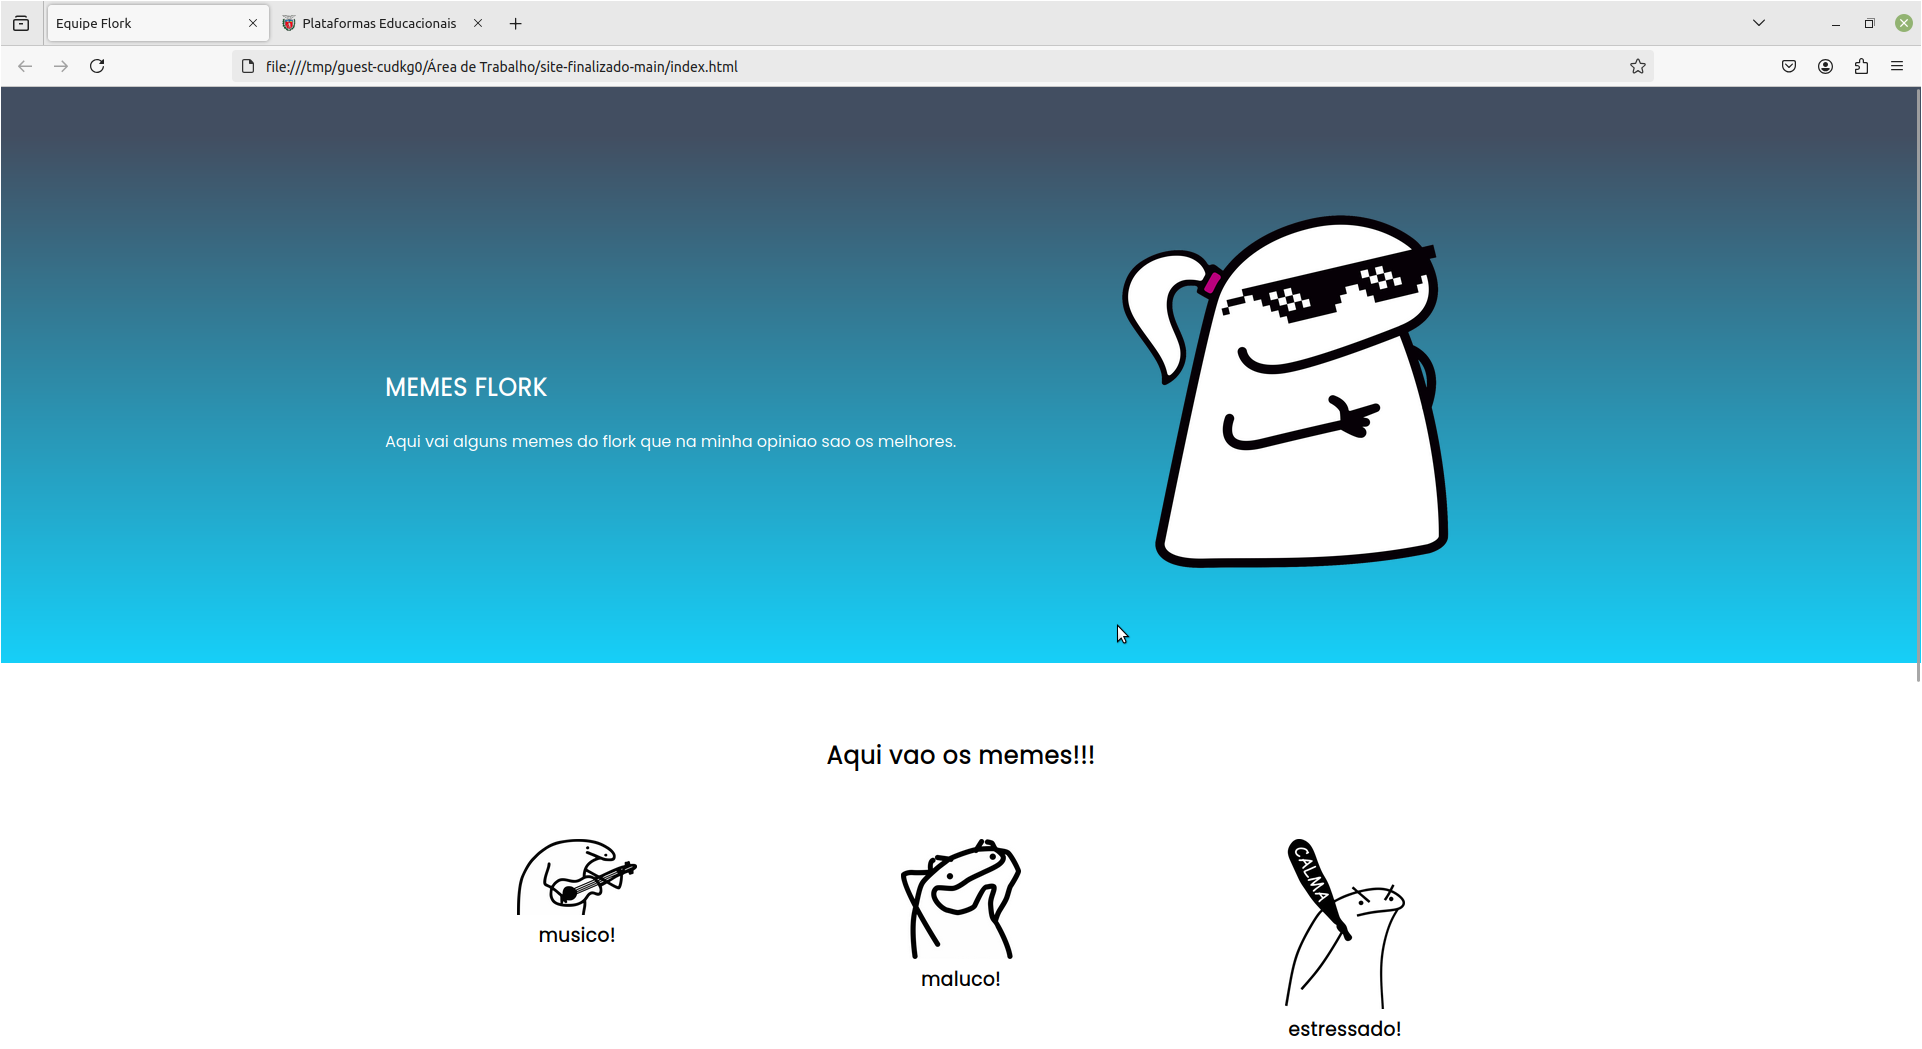 Equipe Flork
Plataformas Educacionais
file:///tmp/guest-cudkg0/Área de Trabalho/site-finalizado-main/index.html
MEMES FLORK
Aqui vai alguns memes do flork que na minha opiniao sao os melhores.
Aqui vao os memes!!!
CALMA
musico!
maluco!
estressado!